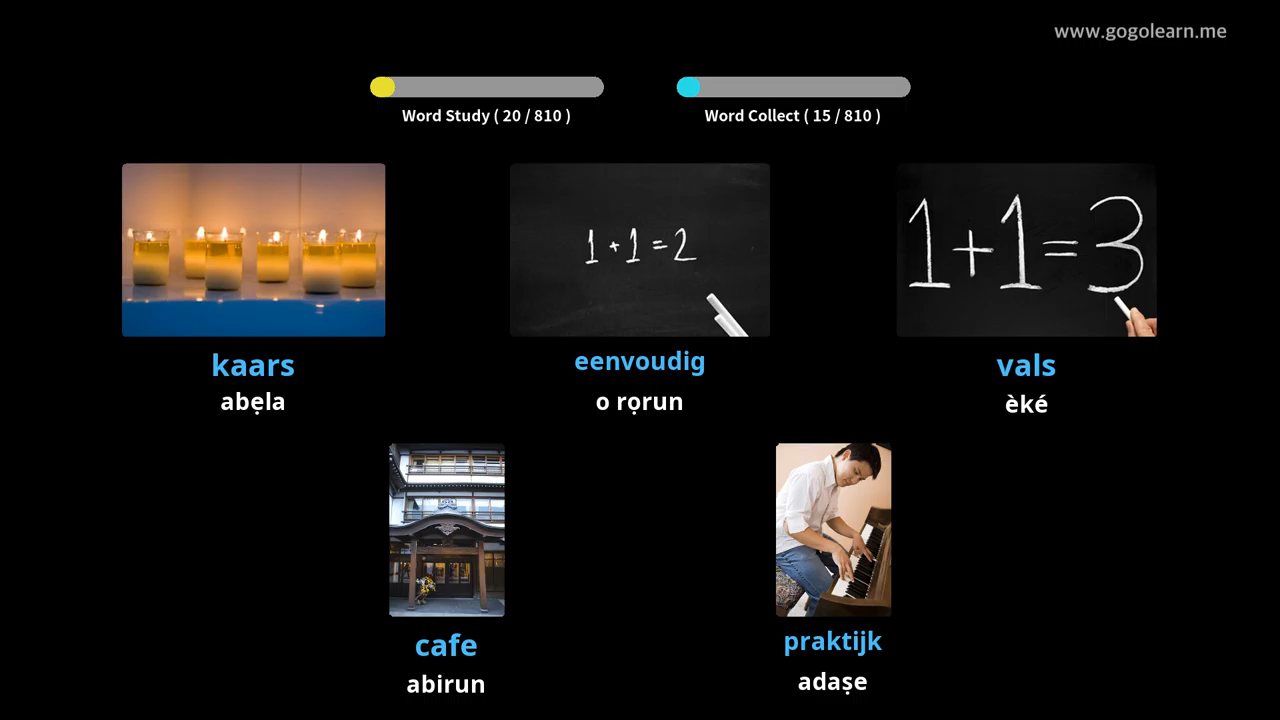 www.gogolearn.me
Word Study ( 20 / 810 )
Word Collect ( 15 / 810 )
1 + 1 = 2
1 + 1 = 3
kaars
eenvoudig
vals
abẹla
o rọrun
èké
cafe
praktijk
abirun
adaṣe